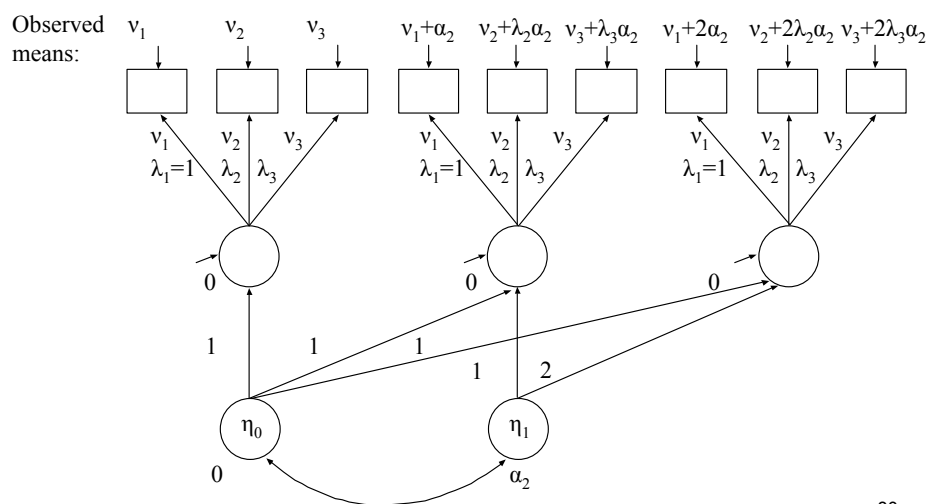 Observed means: ν₁ ν₂ ν₃ ν₁+α₂ ν₂+λ₂α₂ ν₃+λ₃α₂ ν₁+2α₂ ν₂+2λ₂α₂ ν₃+2λ₃α₂
ν₁ ν₂ ν₃ ν₁ ν₂ ν₃ ν₁ ν₂ ν₃
λ₁=1 λ₂ λ₃ λ₁=1 λ₂ λ₃ λ₁=1 λ₂ λ₃
0 0 0
1 1 1 1 2
η₀ η₁
0 α₂